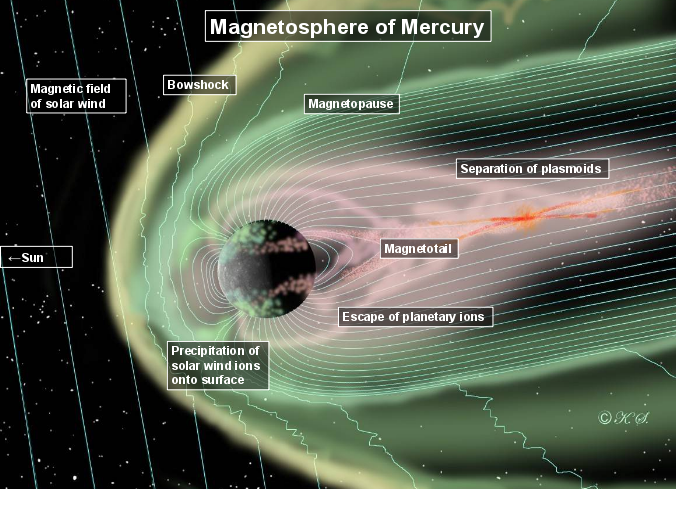 Magnetosphere of Mercury
Magnetic field
of solar wind
Bowshock
Magnetopause
Separation of plasmoids
←Sun
Magnetotail
Escape of planetary ions
Precipitation of
solar wind ions
onto surface
© K.S.